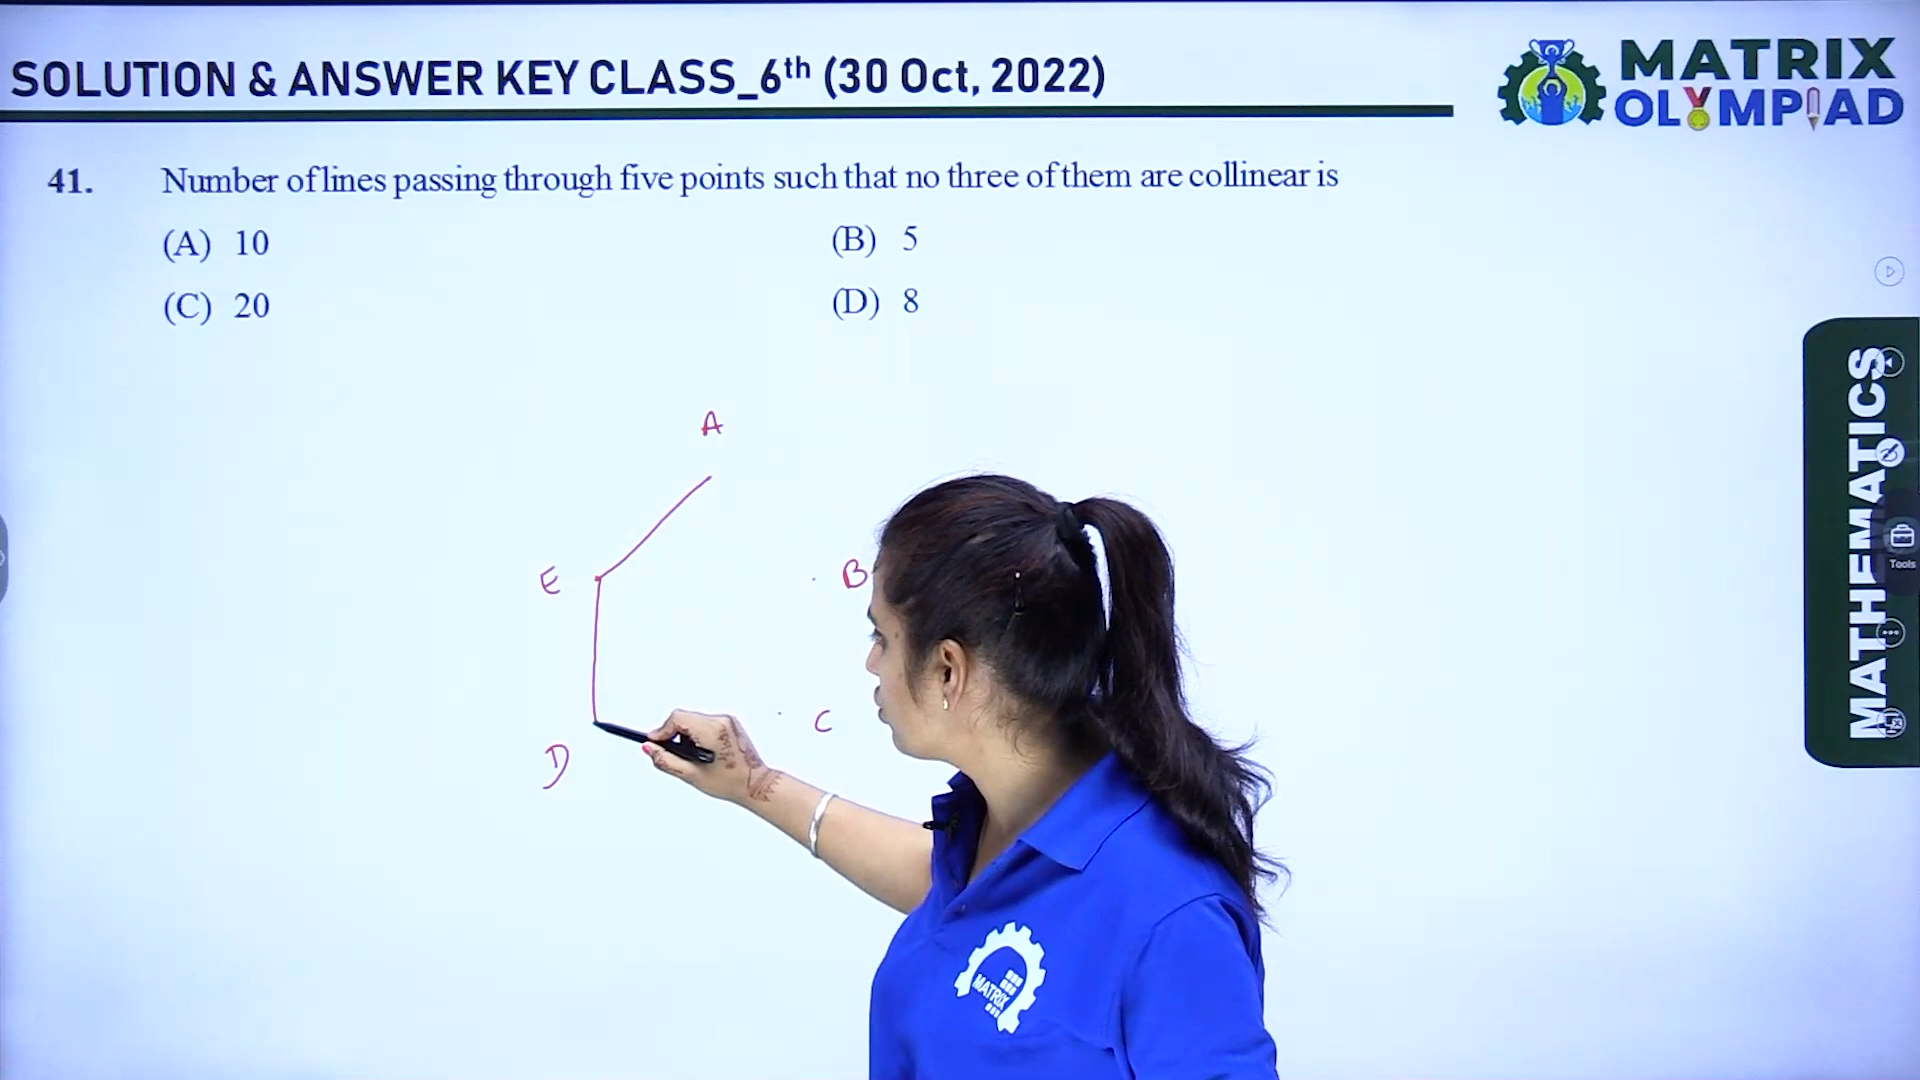 SOLUTION & ANSWER KEY CLASS_6th (30 Oct, 2022)
MATRIX
OLYMPIAD
41. Number of lines passing through five points such that no three of them are collinear is
(A) 10
(B) 5
(C) 20
(D) 8
A
E
B
C
D
MATHEMATICS
Tools
MATRIX